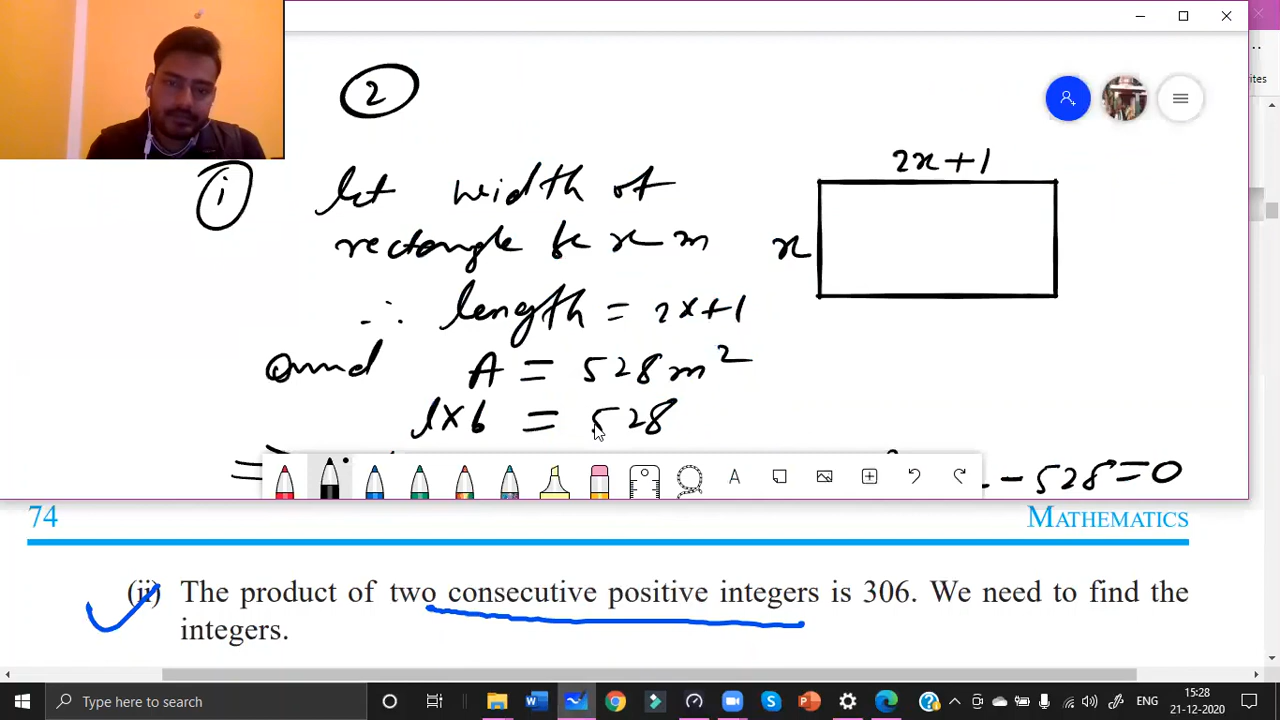 2
i let width of
rectangle be x m
2x+1
x
∴ length = 2x+1
and A = 528 m²
l×b = 528
- 528 = 0
A
74
MATHEMATICS
(ii) The product of two consecutive positive integers is 306. We need to find the
integers.
Type here to search
ENG
15:28
21-12-2020